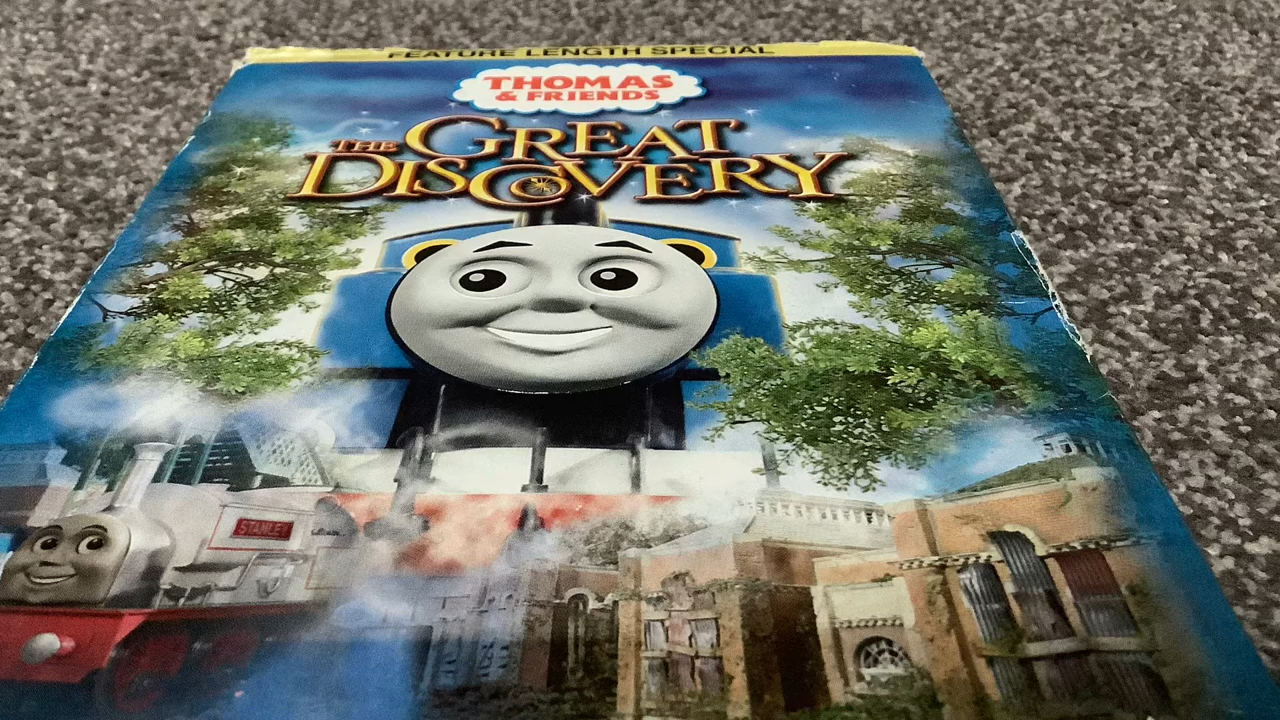 FEATURE LENGTH SPECIAL
THOMAS
& FRIENDS
THE GREAT
DISCOVERY
STANLEY